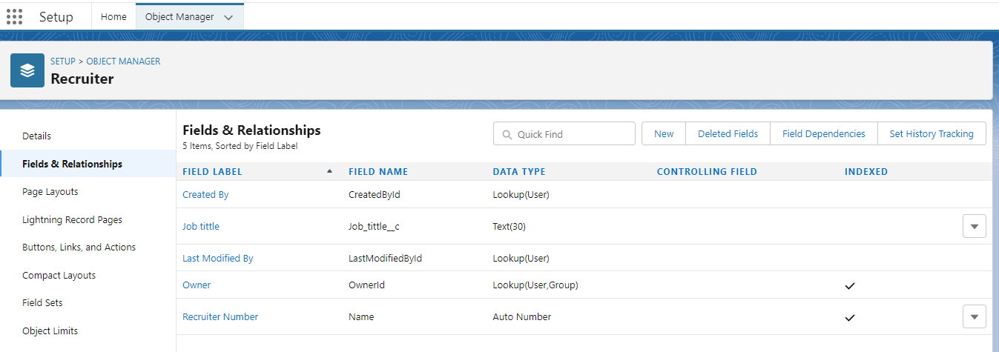 Setup Home Object Manager
SETUP > OBJECT MANAGER
Recruiter
Details
Fields & Relationships
Page Layouts
Lightning Record Pages
Buttons, Links, and Actions
Compact Layouts
Field Sets
Object Limits
Fields & Relationships
5 Items, Sorted by Field Label
Quick Find New Deleted Fields Field Dependencies Set History Tracking
FIELD LABEL FIELD NAME DATA TYPE CONTROLLING FIELD INDEXED
Created By CreatedById Lookup(User)
Job tittle Job_tittle__c Text(30)
Last Modified By LastModifiedById Lookup(User)
Owner OwnerId Lookup(User,Group)
Recruiter Number Name Auto Number